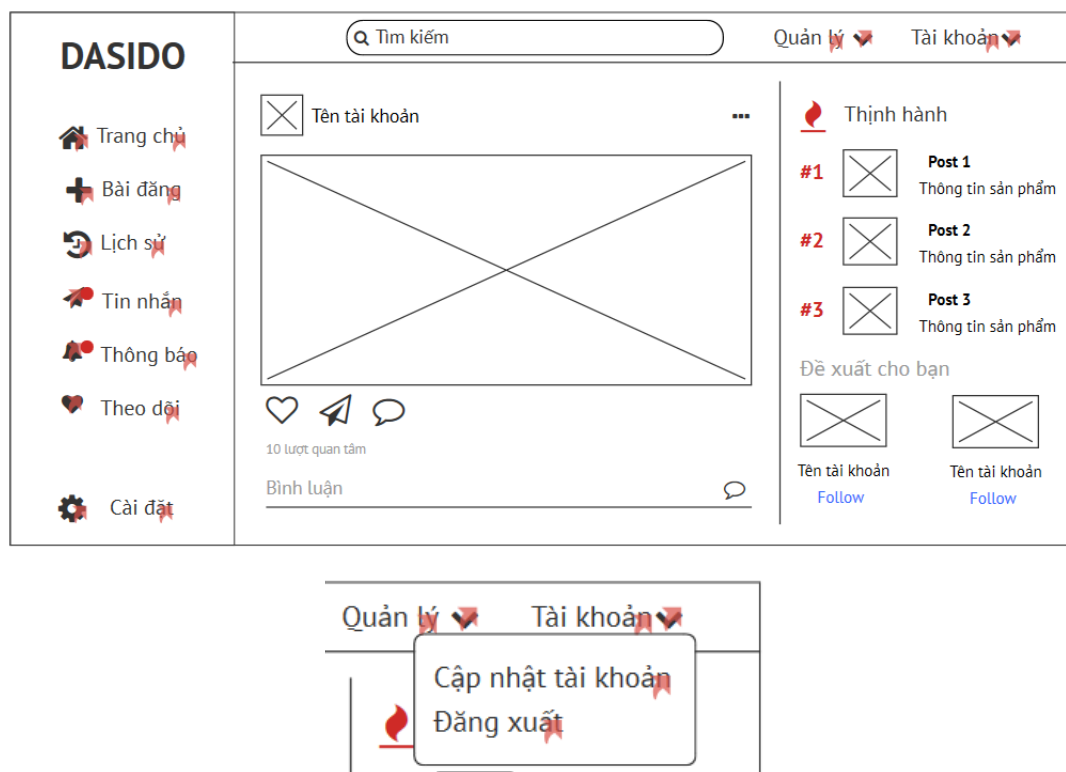 DASIDO
Trang chủ
Bài đăng
Lịch sử
Tin nhắn
Thông báo
Theo dõi
Cài đặt
Tìm kiếm
Quản lý
Tài khoản
Tên tài khoản
10 lượt quan tâm
Bình luận
Thịnh hành
#1
Post 1
Thông tin sản phẩm
#2
Post 2
Thông tin sản phẩm
#3
Post 3
Thông tin sản phẩm
Đề xuất cho bạn
Tên tài khoản
Follow
Tên tài khoản
Follow
Quản lý
Tài khoản
Cập nhật tài khoản
Đăng xuất